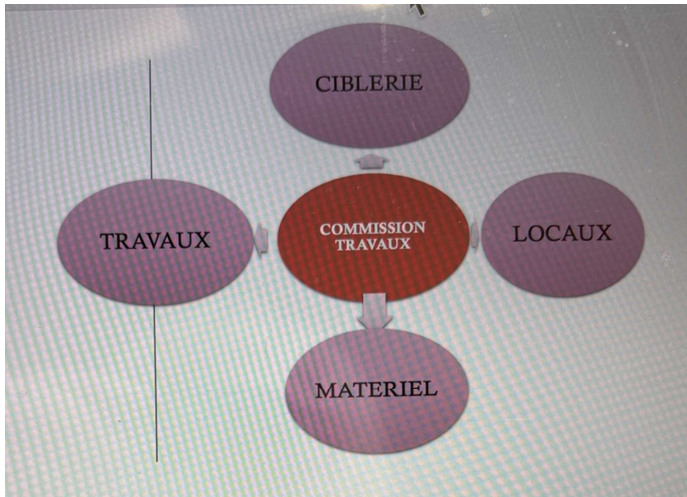 CIBLERIE
TRAVAUX
COMMISSION
TRAVAUX
LOCAUX
MATERIEL